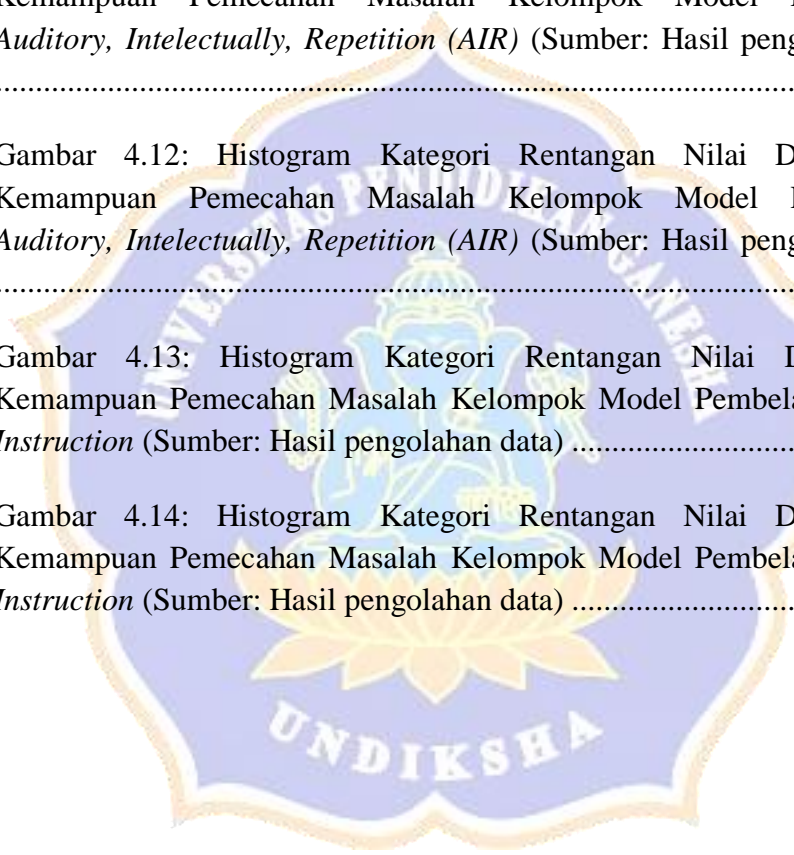 Kemampuan Pemecahan Masalah Kelompok Model
Auditory, Intelectually, Repetition (AIR) (Sumber: Hasil peng
....................................................................................................
Gambar 4.12: Histogram Kategori Rentangan Nilai D
Kemampuan Pemecahan Masalah Kelompok Model
Auditory, Intelectually, Repetition (AIR) (Sumber: Hasil peng
....................................................................................................
Gambar 4.13: Histogram Kategori Rentangan Nilai D
Kemampuan Pemecahan Masalah Kelompok Model Pembela
Instruction (Sumber: Hasil pengolahan data) ............................
Gambar 4.14: Histogram Kategori Rentangan Nilai D
Kemampuan Pemecahan Masalah Kelompok Model Pembela
Instruction (Sumber: Hasil pengolahan data) ............................
UNIVERSITAS PENDIDIKAN GANESHA
UNDIKSHA